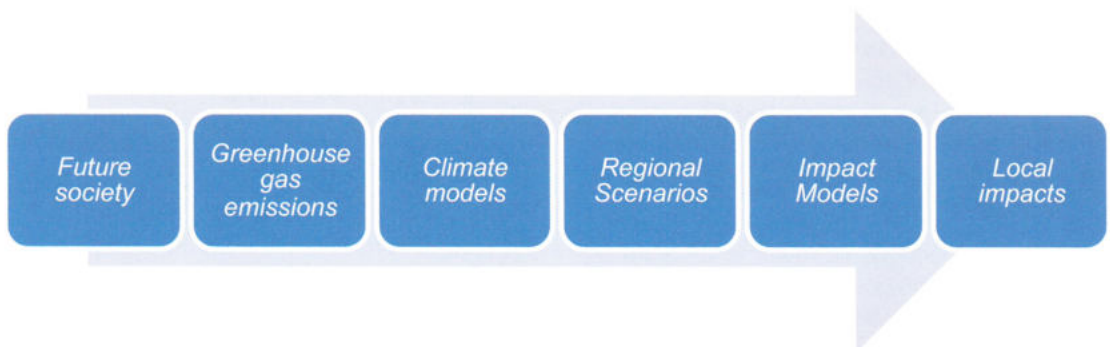 Future
society
Greenhouse
gas
emissions
Climate
models
Regional
Scenarios
Impact
Models
Local
impacts